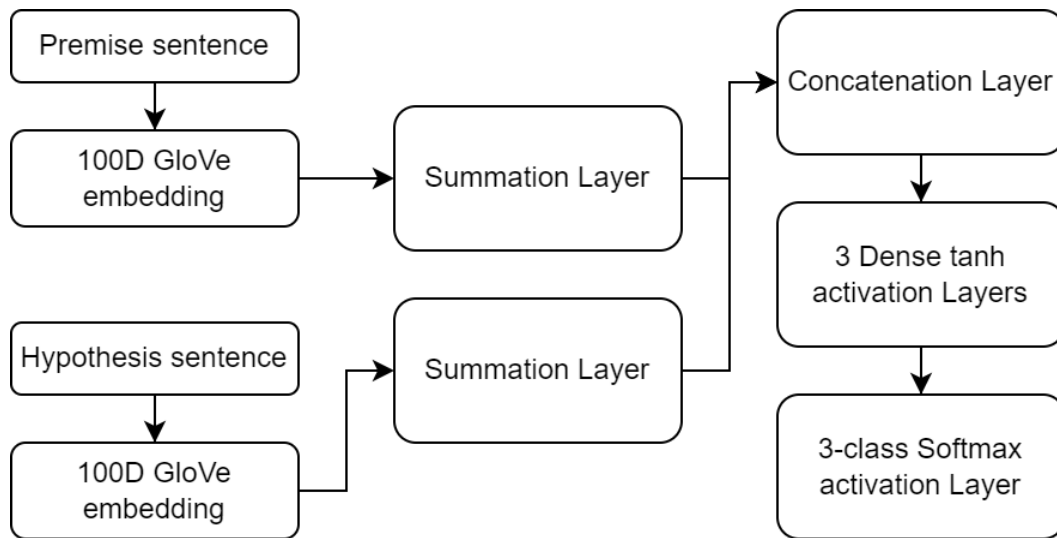 Premise sentence
100D GloVe
embedding
Summation Layer
Hypothesis sentence
100D GloVe
embedding
Summation Layer
Concatenation Layer
3 Dense tanh
activation Layers
3-class Softmax
activation Layer